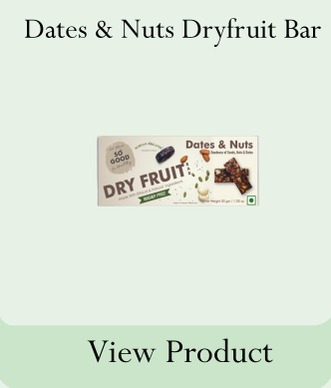 Dates & Nuts Dryfruit Bar
SO
GOOD
Dates & Nuts
DRY FRUIT
View Product